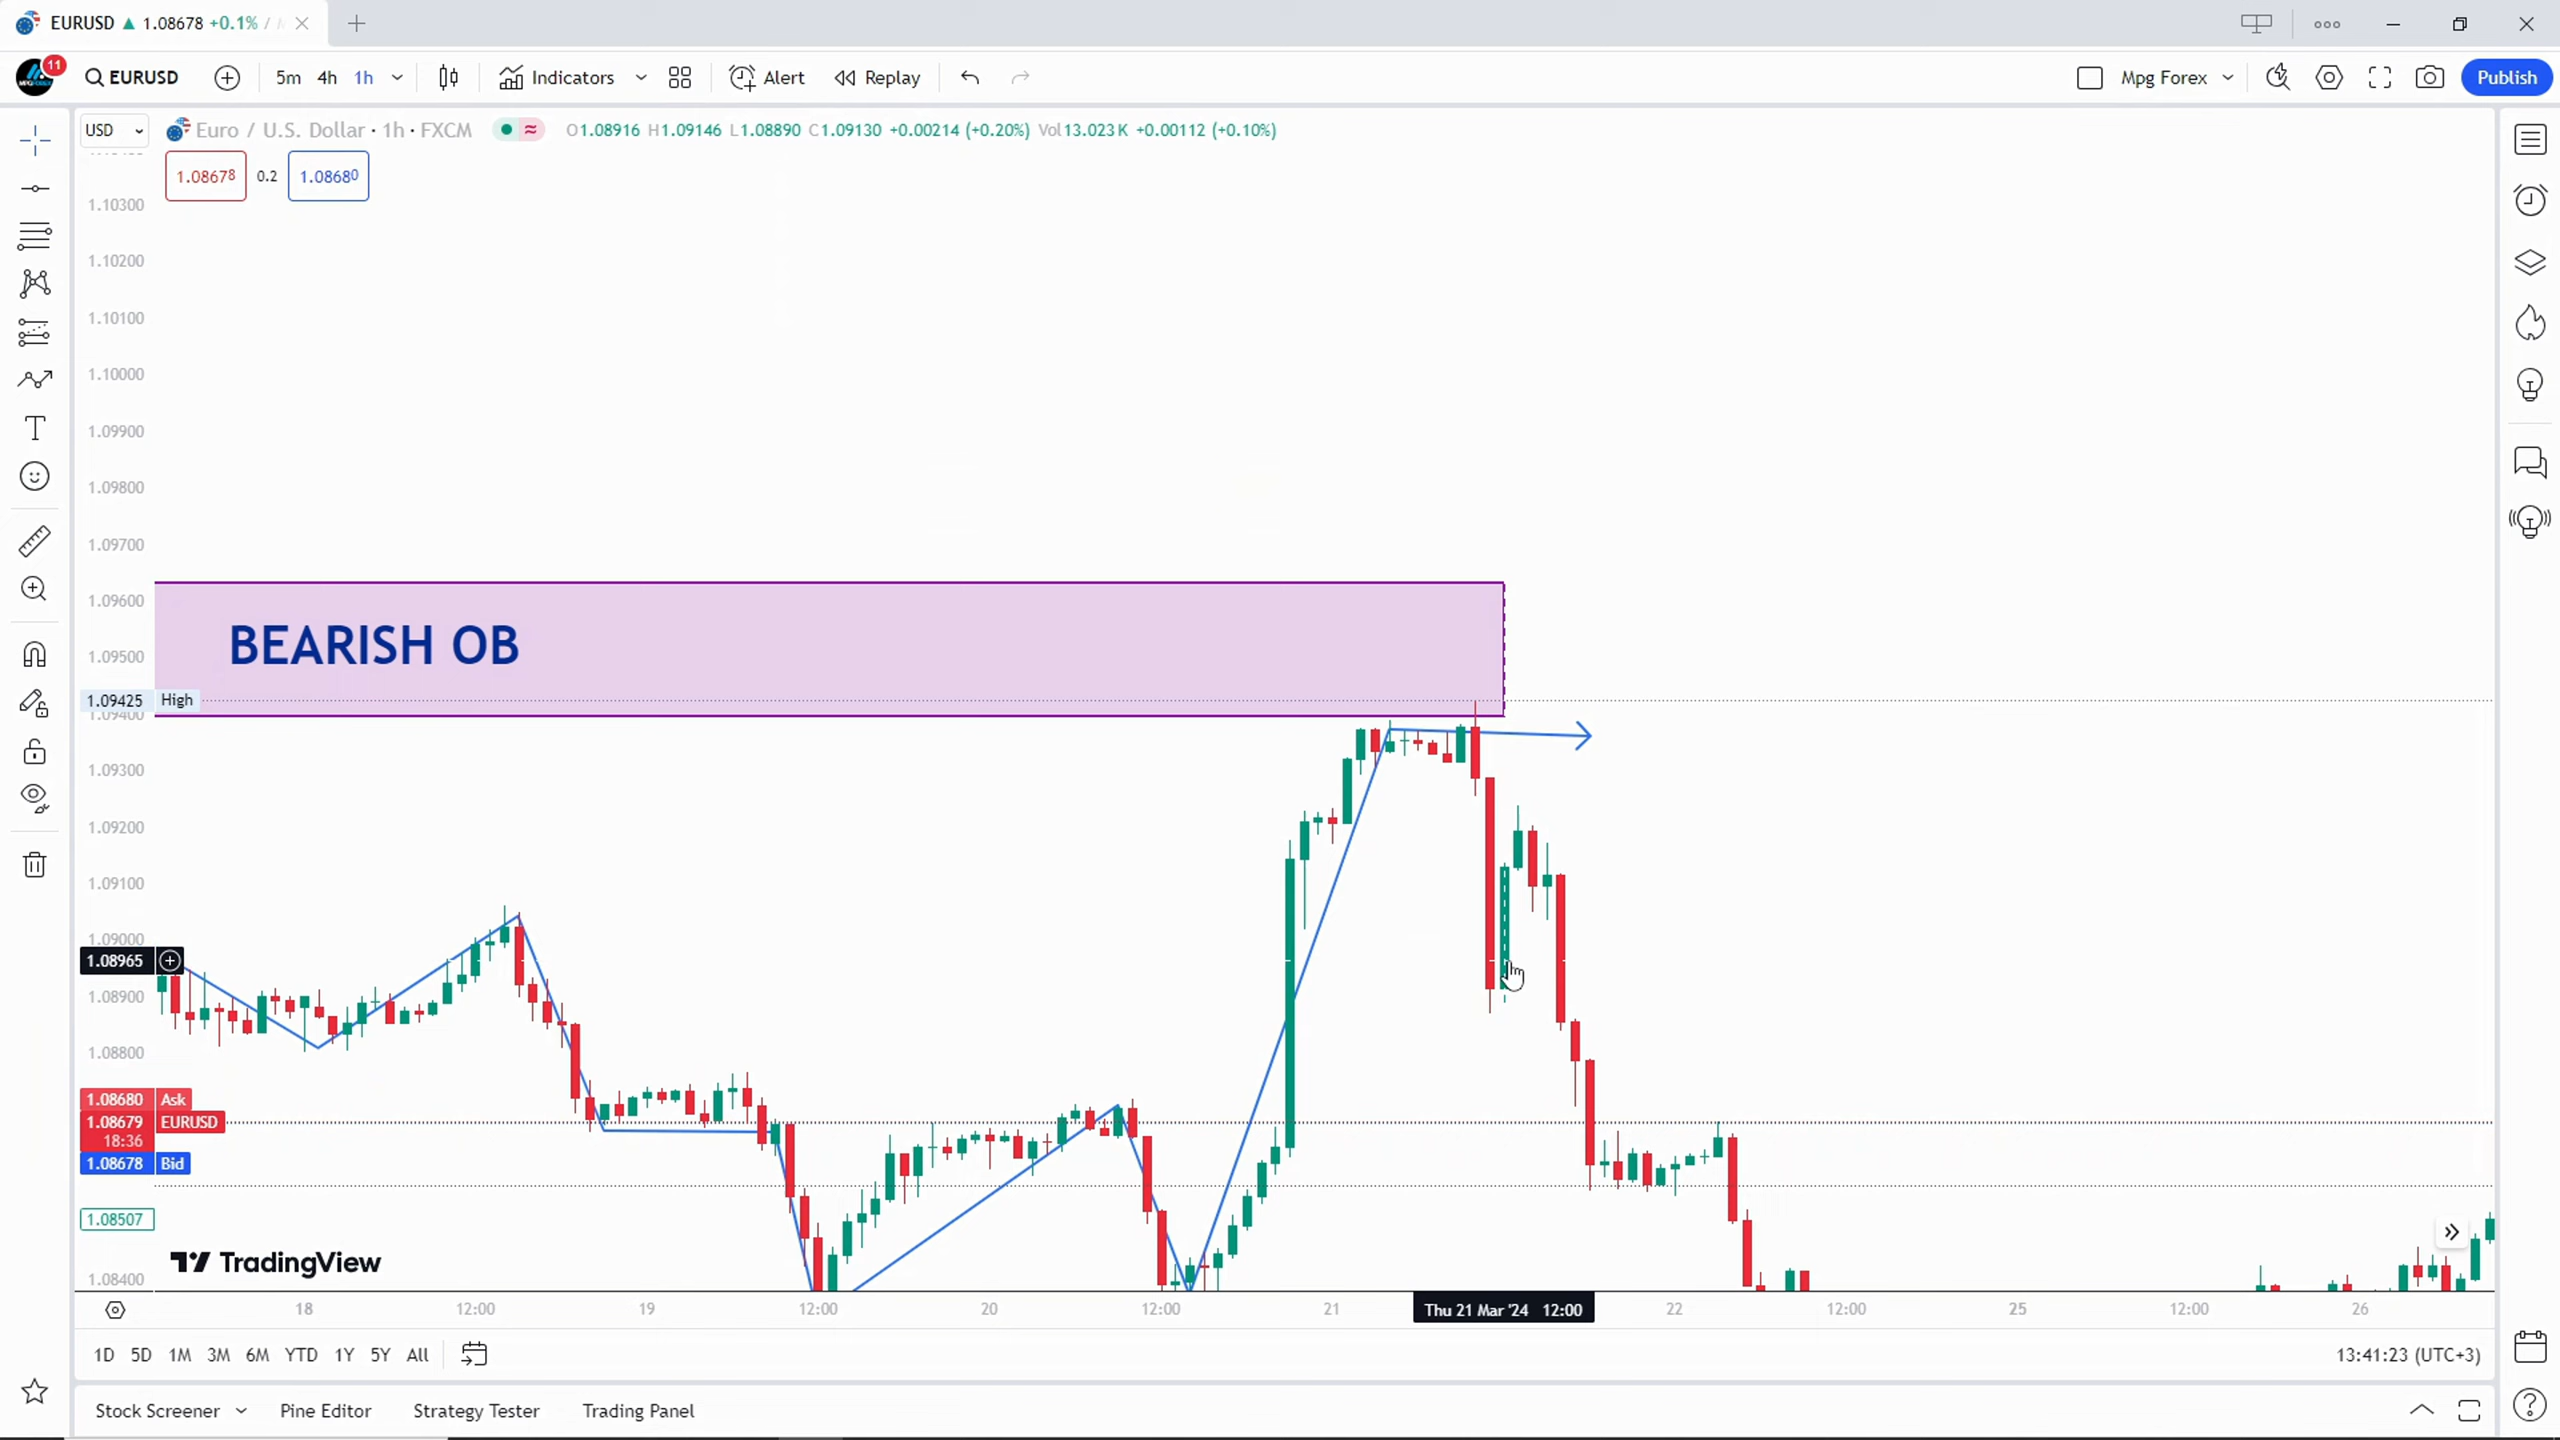 EURUSD ▲ 1.08678 +0.1% /
11
EURUSD
5m 4h 1h
Indicators
Alert
Replay
Mpg Forex
Publish
USD
Euro / U.S. Dollar · 1h · FXCM
O1.08916 H1.09146 L1.08890 C1.09130 +0.00214 (+0.20%) Vol13.023K +0.00112 (+0.10%)
1.08678 0.2 1.08680
1.10300
1.10200
1.10100
1.10000
1.09900
1.09800
1.09700
1.09600
BEARISH OB
1.09500
1.09425 High
1.09400
1.09300
1.09200
1.09100
1.09000
1.08965
1.08900
1.08800
1.08680 Ask
1.08679 EURUSD
18:36
1.08678 Bid
1.08507
TradingView
1.08400
18 12:00 19 12:00 20 12:00 21 Thu 21 Mar '24 12:00 22 12:00 25 12:00 26
1D 5D 1M 3M 6M YTD 1Y 5Y All
13:41:23 (UTC+3)
Stock Screener Pine Editor Strategy Tester Trading Panel